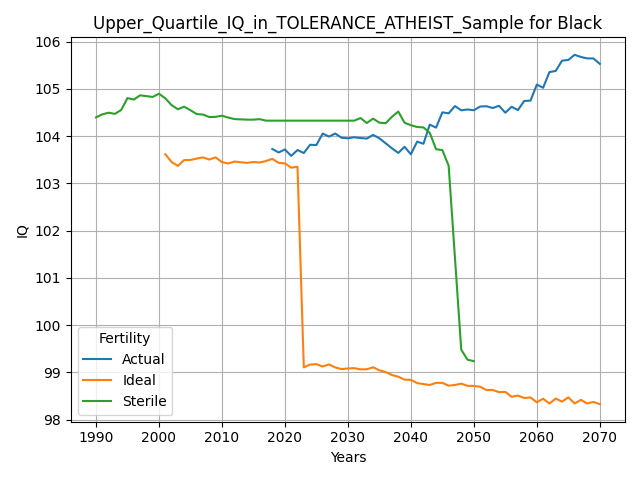 Upper_Quartile_IQ_in_TOLERANCE_ATHEIST_Sample for Black
106
105
104
103
102
101
100
99
98
IQ
Fertility
Actual
Ideal
Sterile
1990 2000 2010 2020 2030 2040 2050 2060 2070
Years